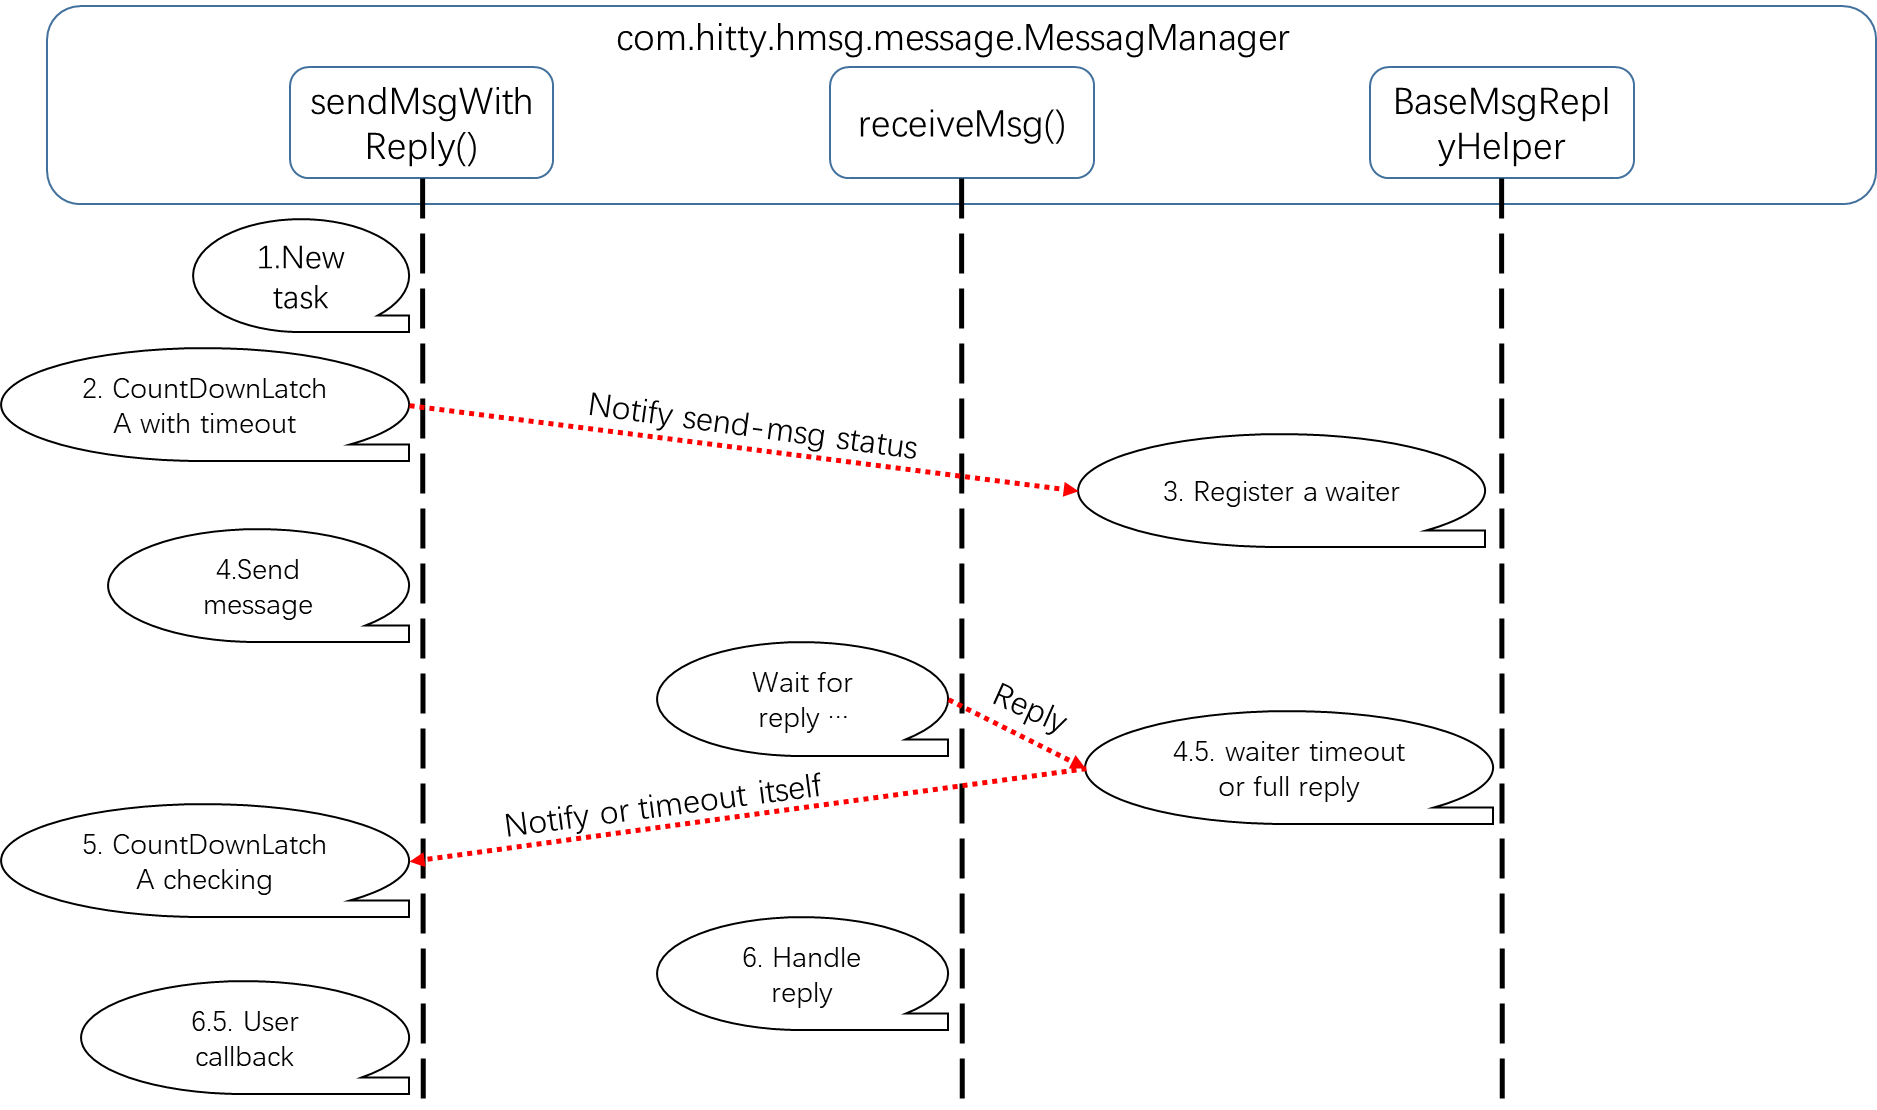 com.hitty.hmsg.message.MessagManager
sendMsgWith
Reply()
receiveMsg()
BaseMsgRepl
yHelper
1.New
task
2. CountDownLatch
A with timeout
Notify send-msg status
3. Register a waiter
4.Send
message
Wait for
reply ···
Reply
4.5. waiter timeout
or full reply
Notify or timeout itself
5. CountDownLatch
A checking
6. Handle
reply
6.5. User
callback